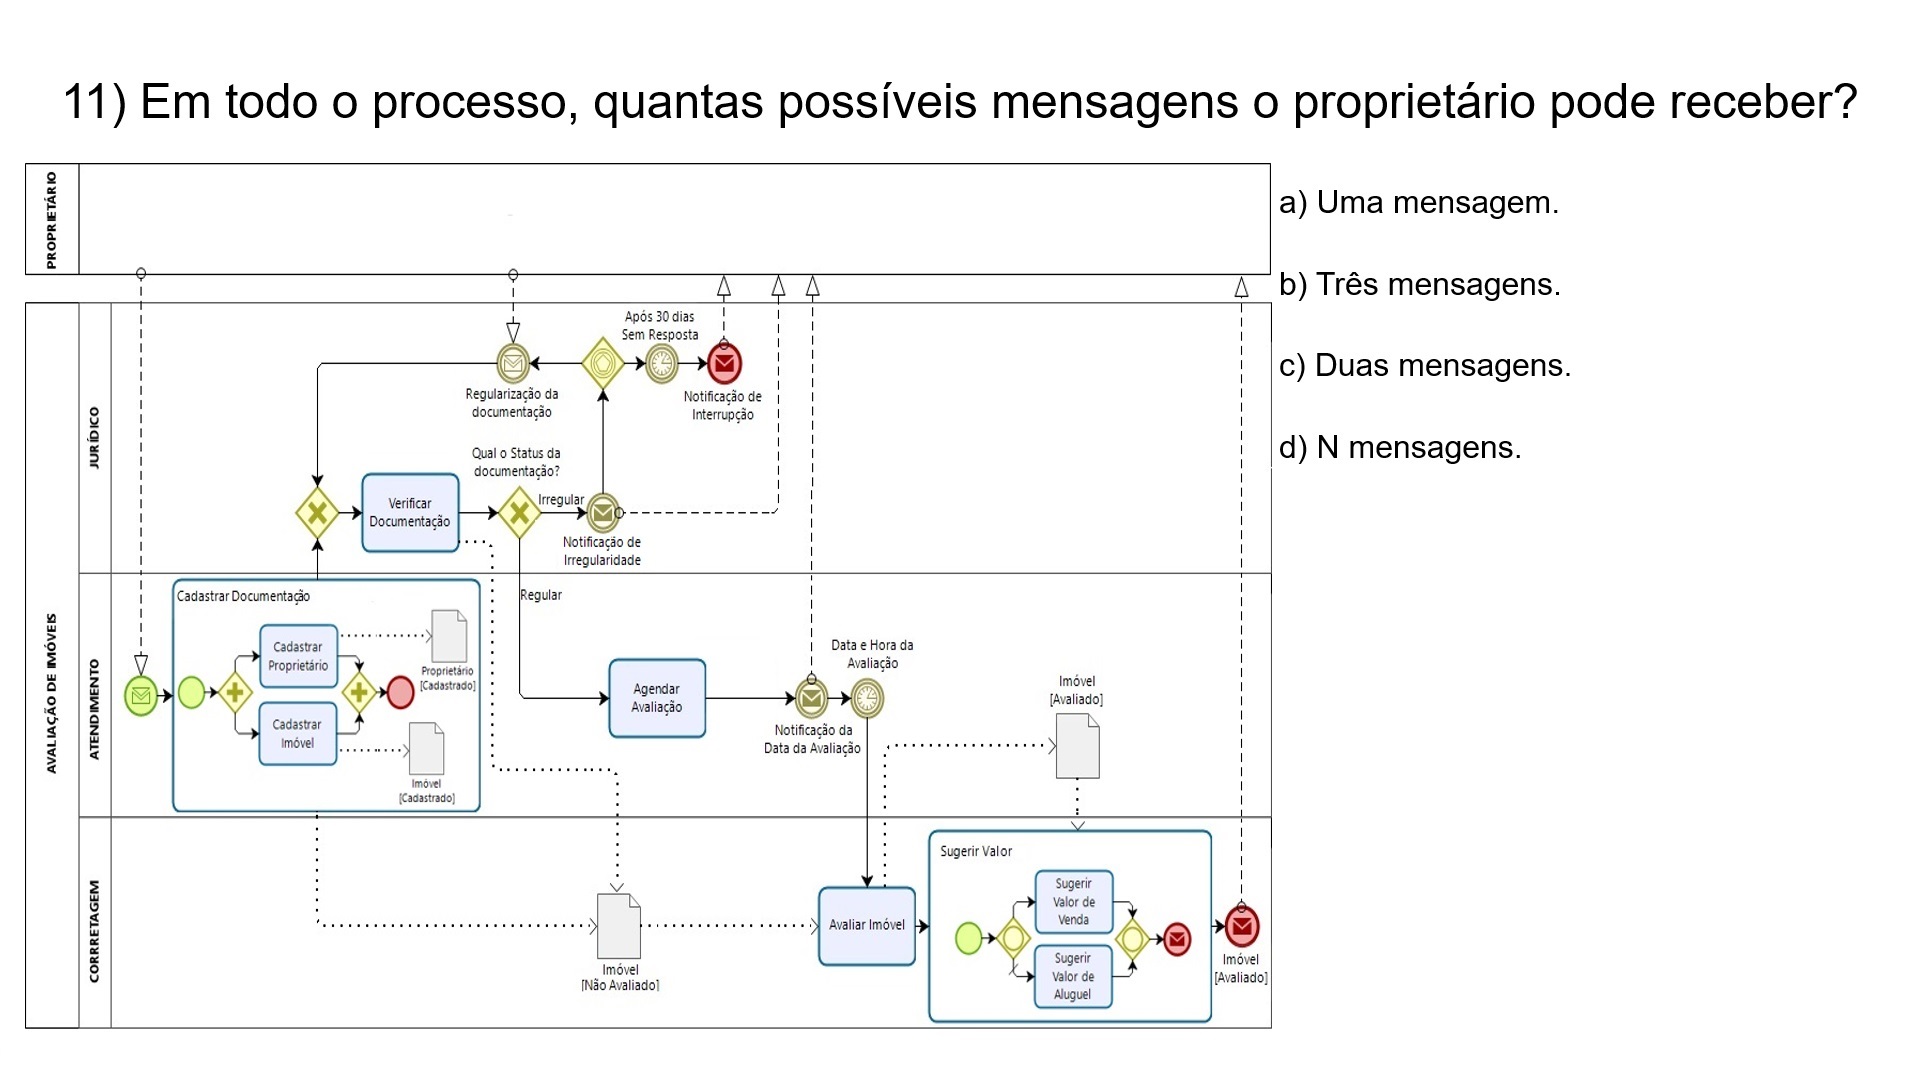 11) Em todo o processo, quantas possíveis mensagens o proprietário pode receber?
PROPRIETÁRIO
a) Uma mensagem.
b) Três mensagens.
c) Duas mensagens.
d) N mensagens.
AVALIAÇÃO DE IMÓVEIS
JURÍDICO
Após 30 dias
Sem Resposta
Regularização da
documentação
Notificação de
Interrupção
Qual o Status da
documentação?
Verificar
Documentação
Irregular
Notificação de
Irregularidade
ATENDIMENTO
Cadastrar Documentação
Cadastrar
Proprietário
Proprietário
[Cadastrado]
Cadastrar
Imóvel
Imóvel
[Cadastrado]
Regular
Agendar
Avaliação
Data e Hora da
Avaliação
Notificação da
Data da Avaliação
Imóvel
[Avaliado]
CORRETAGEM
Imóvel
[Não Avaliado]
Avaliar Imóvel
Sugerir Valor
Sugerir
Valor de
Venda
Sugerir
Valor de
Aluguel
Imóvel
[Avaliado]